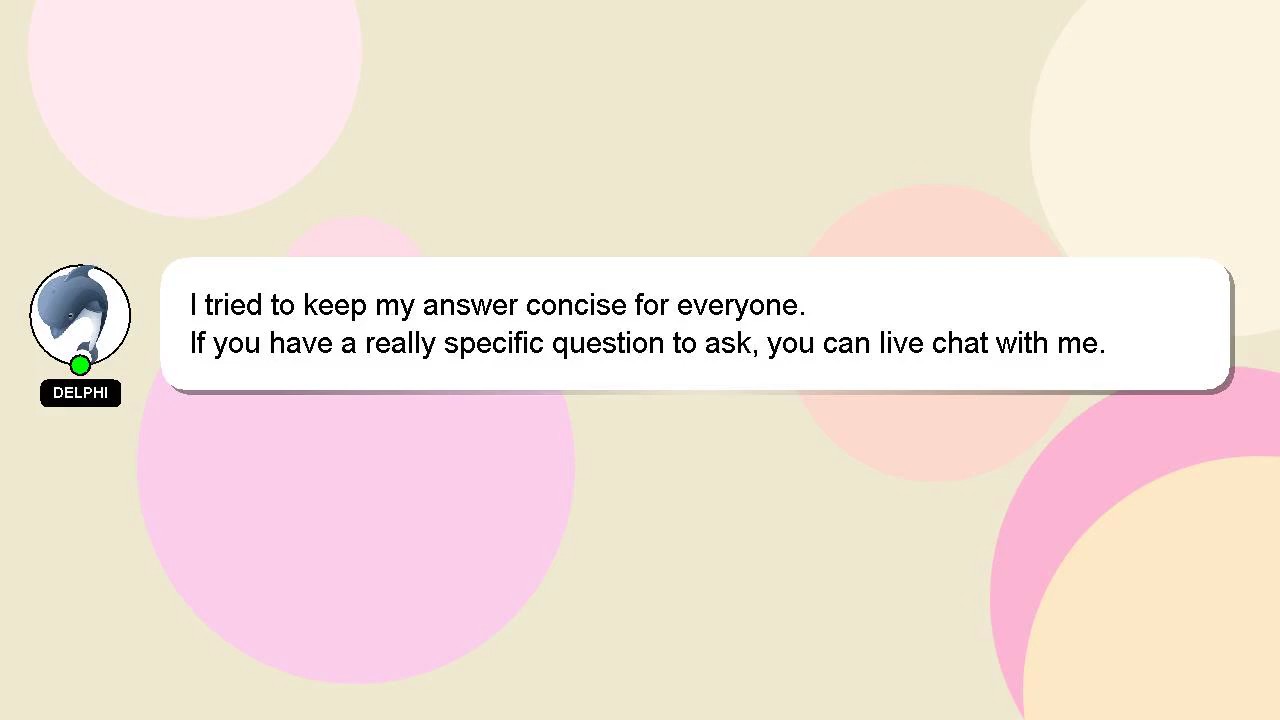 I tried to keep my answer concise for everyone.
If you have a really specific question to ask, you can live chat with me.
DELPHI